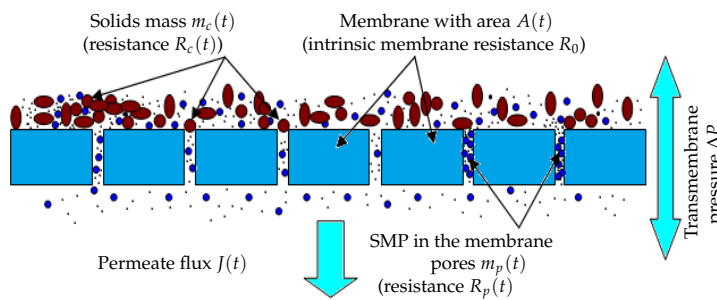 Solids mass m_c(t)
(resistance R_c(t))
Membrane with area A(t)
(intrinsic membrane resistance R_0)
Transmembrane
pressure ΔP
SMP in the membrane
pores m_p(t)
(resistance R_p(t)
Permeate flux J(t)